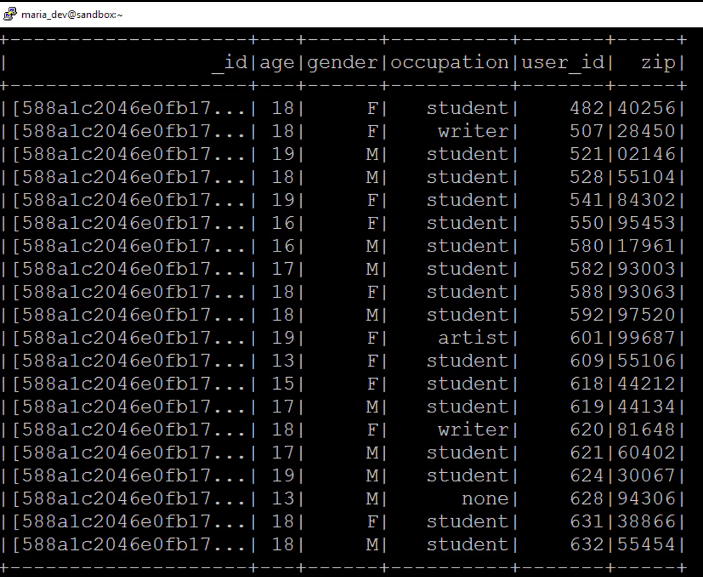 maria_dev@sandbox:~
+--------------------+---+------+----------+-------+-----+
|                 _id|age|gender|occupation|user_id|  zip|
+--------------------+---+------+----------+-------+-----+
|[588a1c2046e0fb17...| 18|     F|   student|    482|40256|
|[588a1c2046e0fb17...| 18|     F|    writer|    507|28450|
|[588a1c2046e0fb17...| 19|     M|   student|    521|02146|
|[588a1c2046e0fb17...| 18|     M|   student|    528|55104|
|[588a1c2046e0fb17...| 19|     F|   student|    541|84302|
|[588a1c2046e0fb17...| 16|     F|   student|    550|95453|
|[588a1c2046e0fb17...| 16|     M|   student|    580|17961|
|[588a1c2046e0fb17...| 17|     M|   student|    582|93003|
|[588a1c2046e0fb17...| 18|     F|   student|    588|93063|
|[588a1c2046e0fb17...| 18|     M|   student|    592|97520|
|[588a1c2046e0fb17...| 19|     F|    artist|    601|99687|
|[588a1c2046e0fb17...| 13|     F|   student|    609|55106|
|[588a1c2046e0fb17...| 15|     F|   student|    618|44212|
|[588a1c2046e0fb17...| 17|     M|   student|    619|44134|
|[588a1c2046e0fb17...| 18|     F|    writer|    620|81648|
|[588a1c2046e0fb17...| 17|     M|   student|    621|60402|
|[588a1c2046e0fb17...| 19|     M|   student|    624|30067|
|[588a1c2046e0fb17...| 13|     M|      none|    628|94306|
|[588a1c2046e0fb17...| 18|     F|   student|    631|38866|
|[588a1c2046e0fb17...| 18|     M|   student|    632|55454|
+--------------------+---+------+----------+-------+-----+